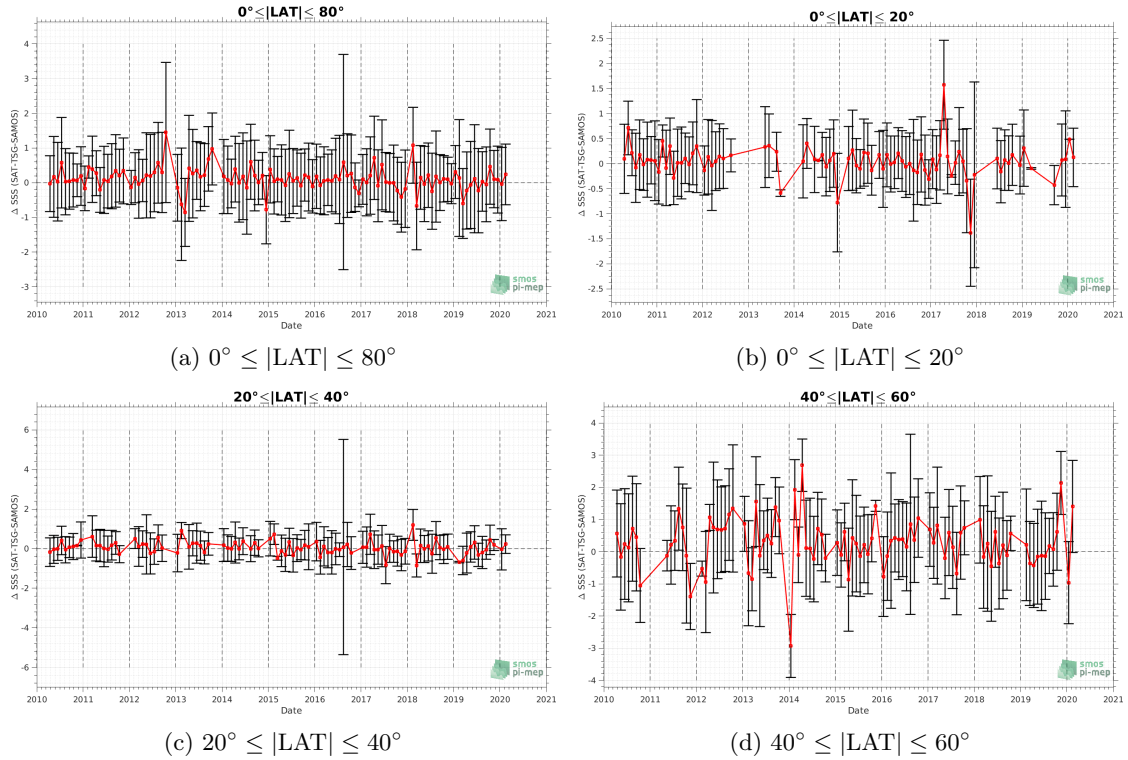 0°≤|LAT|≤ 80°
Δ SSS (SAT-TSG-SAMOS)
4
3
2
1
0
-1
-2
-3
2010 2011 2012 2013 2014 2015 2016 2017 2018 2019 2020 2021
Date
smos
pi-mep
(a) 0° ≤ |LAT| ≤ 80°
0°≤|LAT|≤ 20°
Δ SSS (SAT-TSG-SAMOS)
2.5
2
1.5
1
0.5
0
-0.5
-1
-1.5
-2
-2.5
2010 2011 2012 2013 2014 2015 2016 2017 2018 2019 2020 2021
Date
smos
pi-mep
(b) 0° ≤ |LAT| ≤ 20°
20°≤|LAT|≤ 40°
Δ SSS (SAT-TSG-SAMOS)
6
4
2
0
-2
-4
-6
2010 2011 2012 2013 2014 2015 2016 2017 2018 2019 2020 2021
Date
smos
pi-mep
(c) 20° ≤ |LAT| ≤ 40°
40°≤|LAT|≤ 60°
Δ SSS (SAT-TSG-SAMOS)
4
3
2
1
0
-1
-2
-3
-4
2010 2011 2012 2013 2014 2015 2016 2017 2018 2019 2020 2021
Date
smos
pi-mep
(d) 40° ≤ |LAT| ≤ 60°